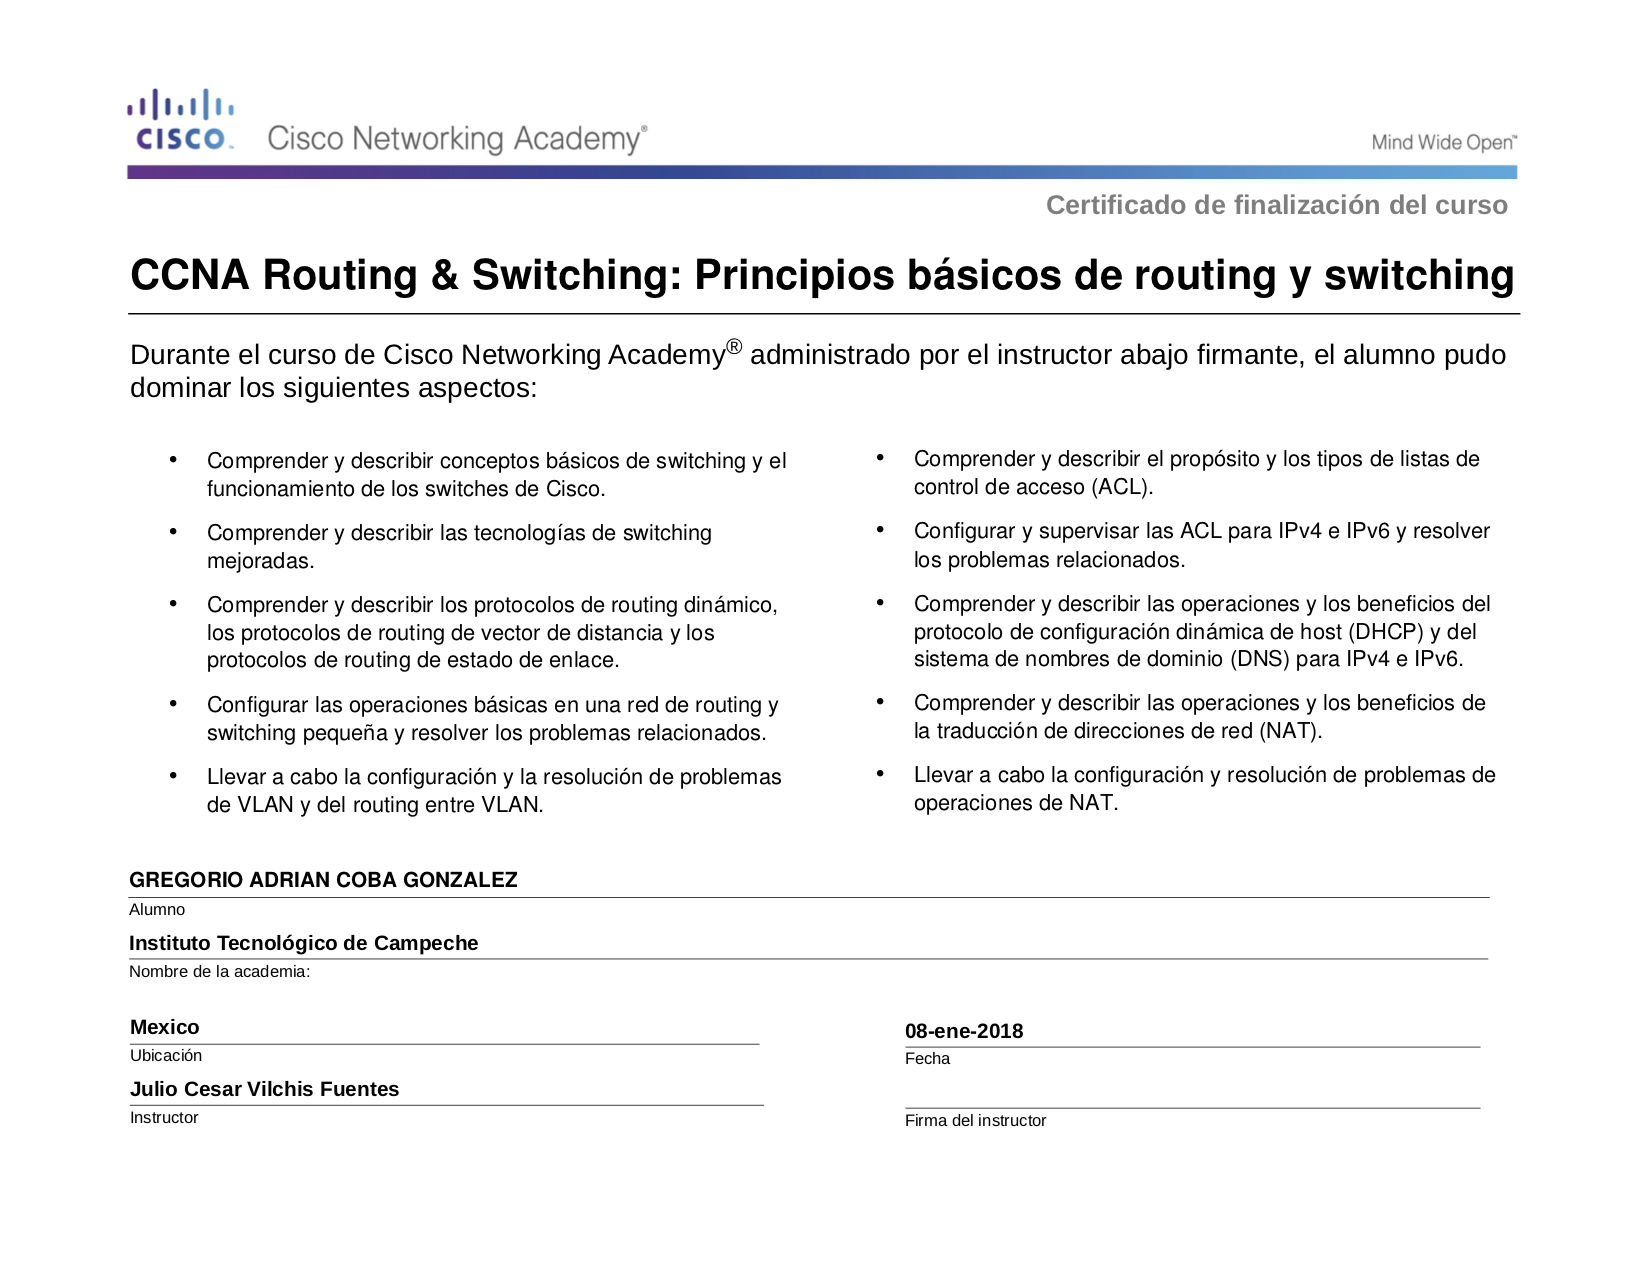 CISCO™ Cisco Networking Academy® Mind Wide Open™
Certificado de finalización del curso
CCNA Routing & Switching: Principios básicos de routing y switching
Durante el curso de Cisco Networking Academy® administrado por el instructor abajo firmante, el alumno pudo
dominar los siguientes aspectos:
• Comprender y describir conceptos básicos de switching y el
funcionamiento de los switches de Cisco.
• Comprender y describir las tecnologías de switching
mejoradas.
• Comprender y describir los protocolos de routing dinámico,
los protocolos de routing de vector de distancia y los
protocolos de routing de estado de enlace.
• Configurar las operaciones básicas en una red de routing y
switching pequeña y resolver los problemas relacionados.
• Llevar a cabo la configuración y la resolución de problemas
de VLAN y del routing entre VLAN.
• Comprender y describir el propósito y los tipos de listas de
control de acceso (ACL).
• Configurar y supervisar las ACL para IPv4 e IPv6 y resolver
los problemas relacionados.
• Comprender y describir las operaciones y los beneficios del
protocolo de configuración dinámica de host (DHCP) y del
sistema de nombres de dominio (DNS) para IPv4 e IPv6.
• Comprender y describir las operaciones y los beneficios de
la traducción de direcciones de red (NAT).
• Llevar a cabo la configuración y resolución de problemas de
operaciones de NAT.
GREGORIO ADRIAN COBA GONZALEZ
Alumno
Instituto Tecnológico de Campeche
Nombre de la academia:
Mexico
Ubicación
08-ene-2018
Fecha
Julio Cesar Vilchis Fuentes
Instructor
Firma del instructor